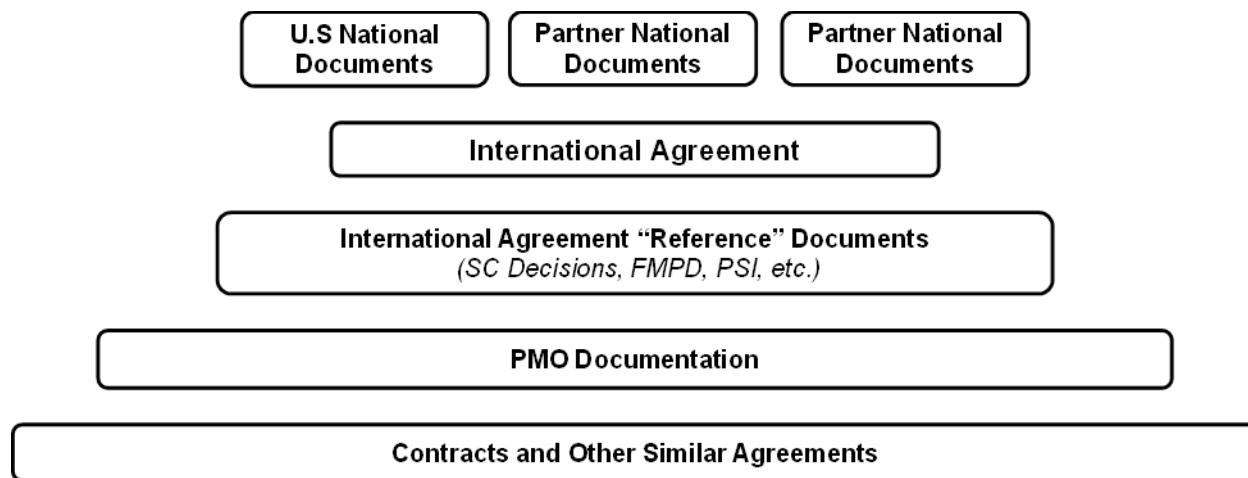 U.S National
Documents
Partner National
Documents
Partner National
Documents
International Agreement
International Agreement “Reference” Documents
(SC Decisions, FMPD, PSI, etc.)
PMO Documentation
Contracts and Other Similar Agreements